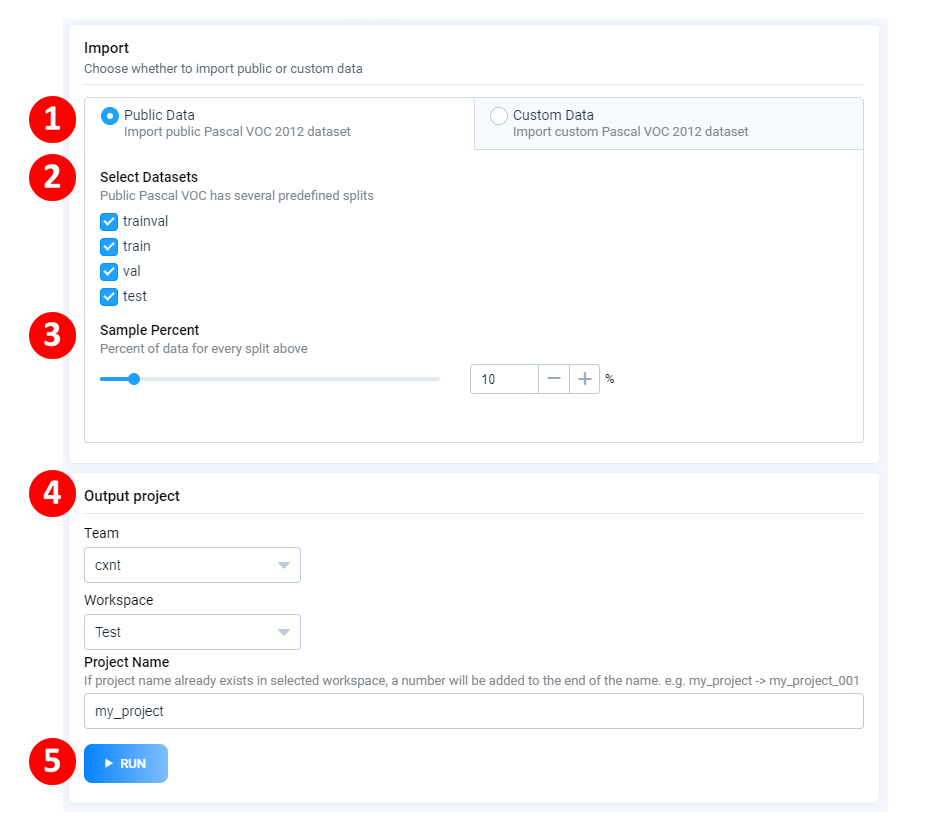 Import
Choose whether to import public or custom data
1
Public Data
Import public Pascal VOC 2012 dataset
Custom Data
Import custom Pascal VOC 2012 dataset
2
Select Datasets
Public Pascal VOC has several predefined splits
trainval
train
val
test
3
Sample Percent
Percent of data for every split above
10 %
4
Output project
Team
cxnt
Workspace
Test
Project Name
If project name already exists in selected workspace, a number will be added to the end of the name. e.g. my_project -> my_project_001
my_project
5
RUN